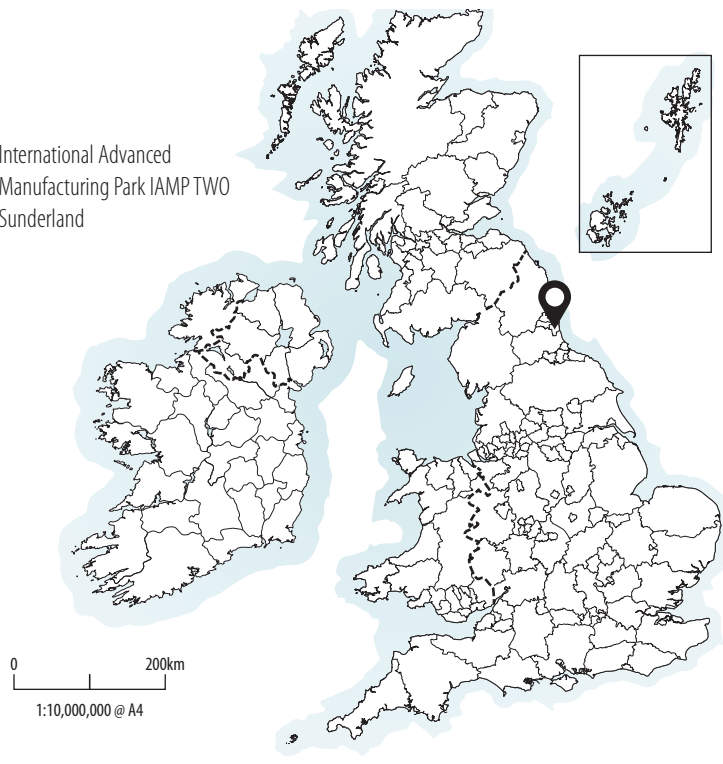 International Advanced
Manufacturing Park IAMP TWO
Sunderland
0 200km
1:10,000,000 @ A4